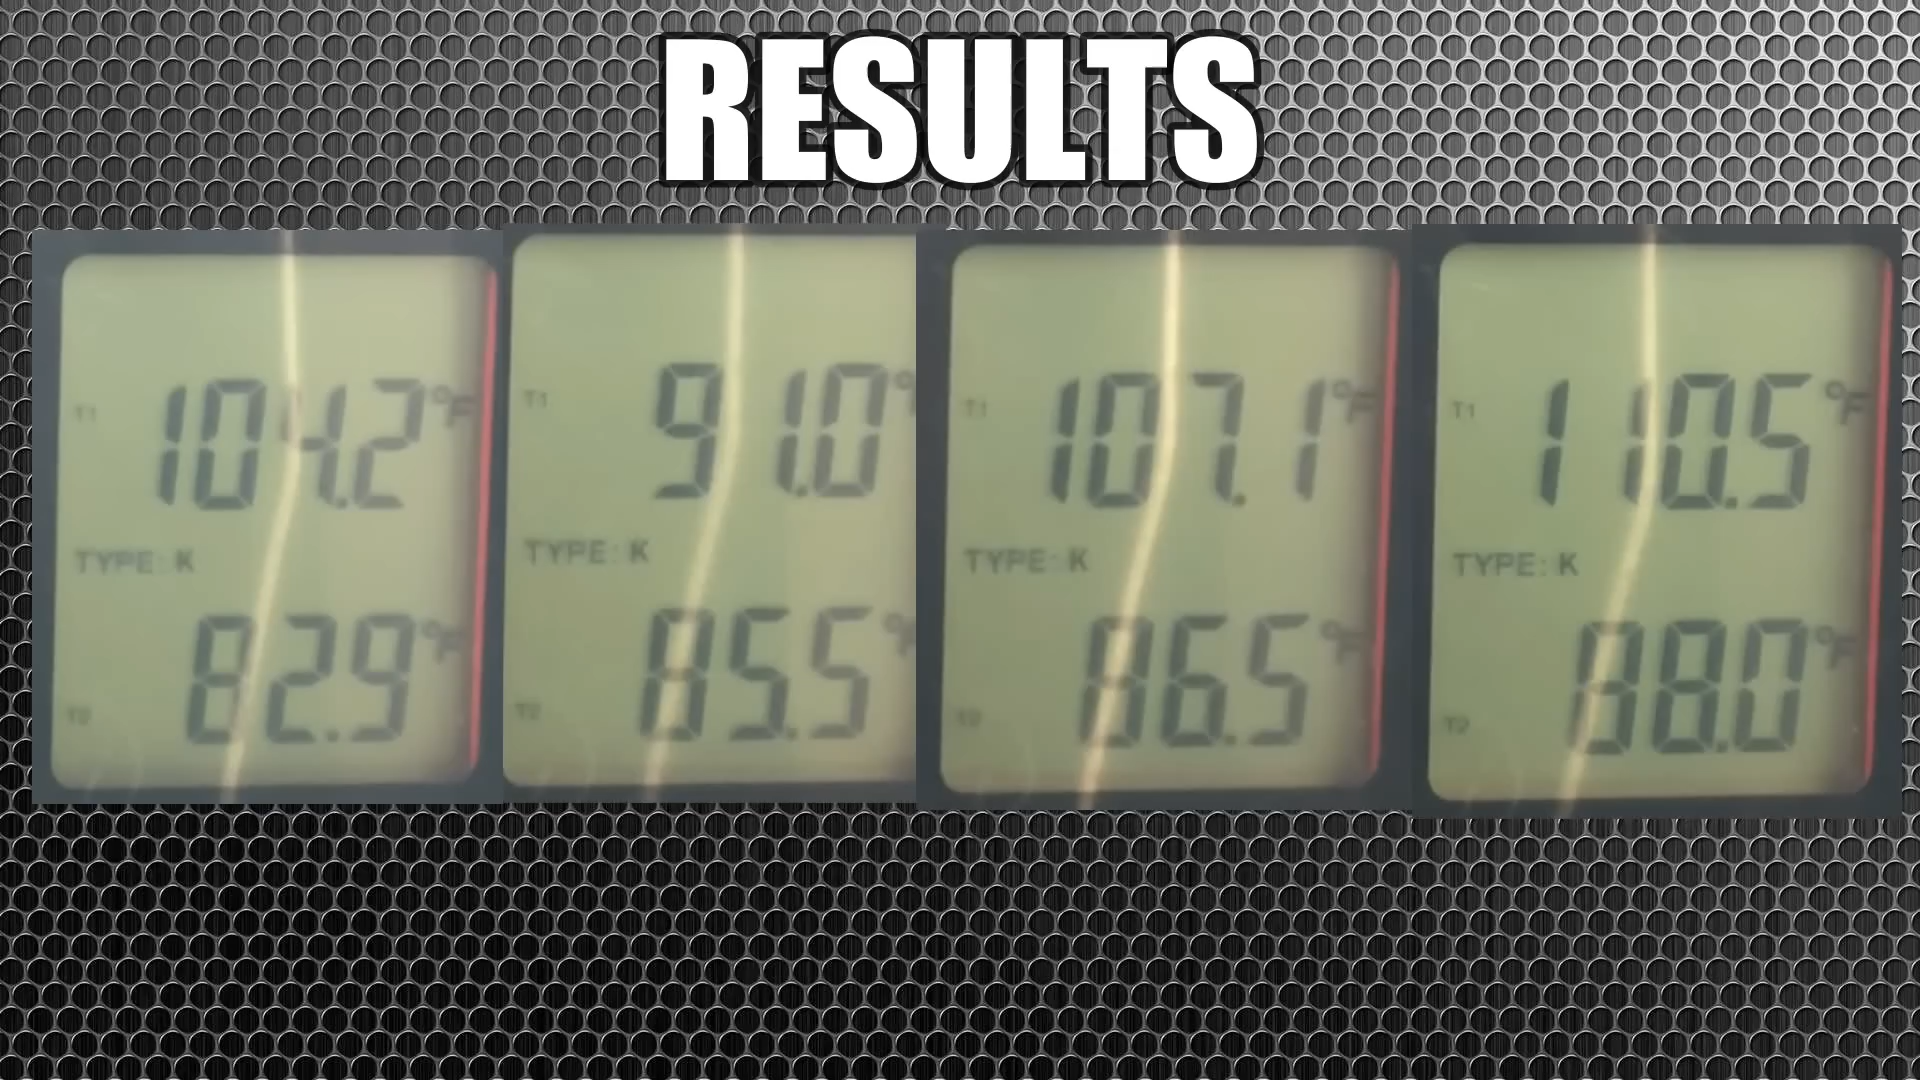 RESULTS
T1 104.2 °F
TYPE: K
T2 82.9 °F
T1 91.0 °
TYPE: K
T2 85.5 °F
T1 107.1 °F
TYPE: K
T2 86.5 °F
T1 110.5 °F
TYPE: K
T2 88.0 °F